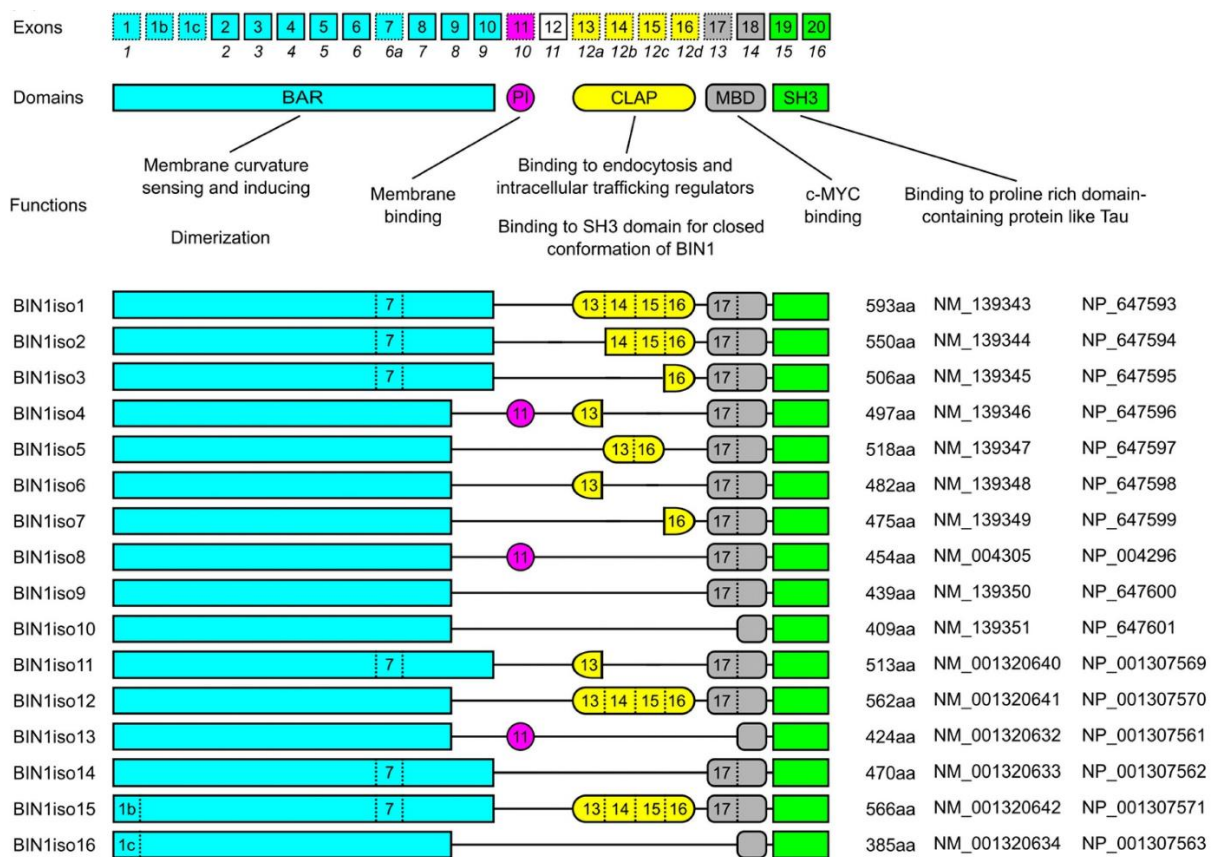 Exons 1 1b 1c 2 3 4 5 6 7 8 9 10 11 12 13 14 15 16 17 18 19 20
1 2 3 4 5 6 6a 7 8 9 10 11 12a 12b 12c 12d 13 14 15 16
Domains BAR PI CLAP MBD SH3
Membrane curvature
sensing and inducing
Dimerization
Membrane
binding
Binding to endocytosis and
intracellular trafficking regulators
Binding to SH3 domain for closed
conformation of BIN1
c-MYC
binding
Binding to proline rich domain-
containing protein like Tau
Functions
BIN1iso1 7 13 14 15 16 17 593aa NM_139343 NP_647593
BIN1iso2 7 14 15 16 17 550aa NM_139344 NP_647594
BIN1iso3 7 16 17 506aa NM_139345 NP_647595
BIN1iso4 11 13 17 497aa NM_139346 NP_647596
BIN1iso5 13 16 17 518aa NM_139347 NP_647597
BIN1iso6 13 17 482aa NM_139348 NP_647598
BIN1iso7 16 17 475aa NM_139349 NP_647599
BIN1iso8 11 17 454aa NM_004305 NP_004296
BIN1iso9 17 439aa NM_139350 NP_647600
BIN1iso10 409aa NM_139351 NP_647601
BIN1iso11 7 13 17 513aa NM_001320640 NP_001307569
BIN1iso12 13 14 15 16 17 562aa NM_001320641 NP_001307570
BIN1iso13 11 424aa NM_001320632 NP_001307561
BIN1iso14 7 17 470aa NM_001320633 NP_001307562
BIN1iso15 1b 7 13 14 15 16 17 566aa NM_001320642 NP_001307571
BIN1iso16 1c 385aa NM_001320634 NP_001307563